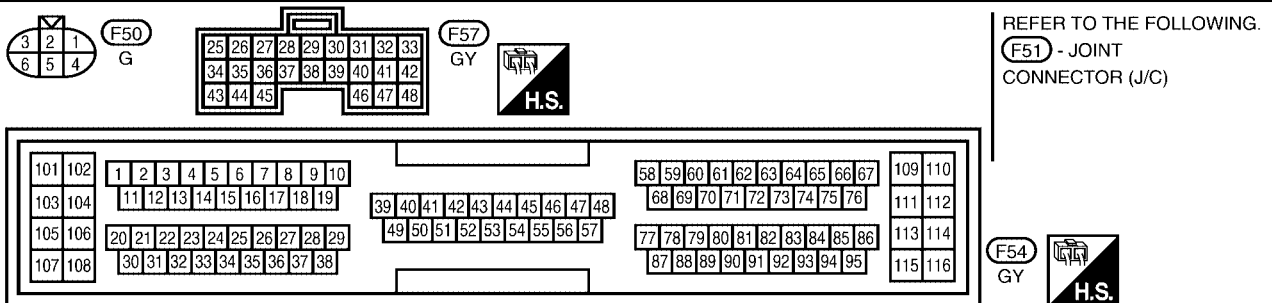 3 2 1
6 5 4
F50
G
25 26 27 28 29 30 31 32 33
34 35 36 37 38 39 40 41 42
43 44 45 46 47 48
F57
GY
H.S.
REFER TO THE FOLLOWING.
F51 - JOINT
CONNECTOR (J/C)
101 102
103 104
105 106
107 108
1 2 3 4 5 6 7 8 9 10
11 12 13 14 15 16 17 18 19
20 21 22 23 24 25 26 27 28 29
30 31 32 33 34 35 36 37 38
39 40 41 42 43 44 45 46 47 48
49 50 51 52 53 54 55 56 57
58 59 60 61 62 63 64 65 66 67
68 69 70 71 72 73 74 75 76
77 78 79 80 81 82 83 84 85 86
87 88 89 90 91 92 93 94 95
109 110
111 112
113 114
115 116
F54
GY
H.S.